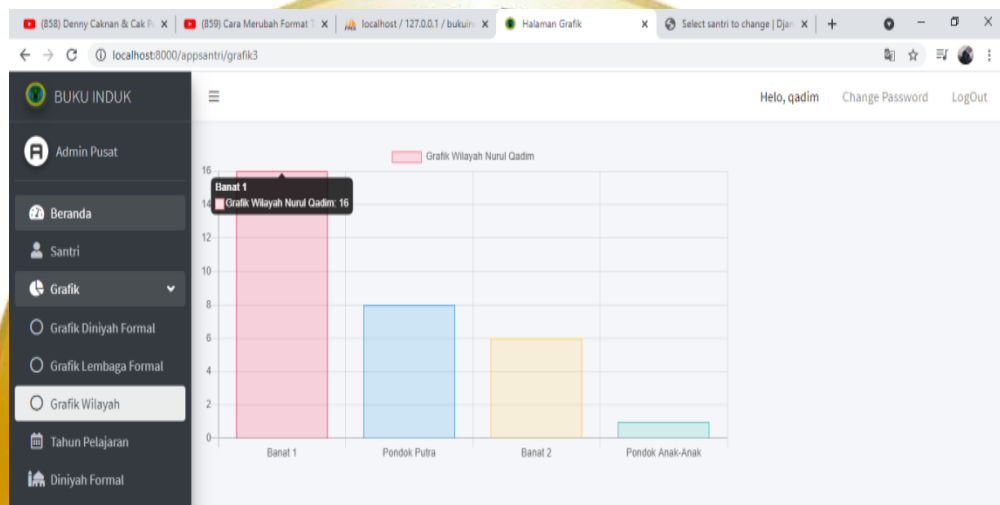 (858) Denny Caknan & Cak P
(859) Cara Merubah Format T
localhost / 127.0.0.1 / bukuin
Halaman Grafik
Select santri to change | Djan
localhost:8000/appsantri/grafik3
BUKU INDUK
Helo, qadim
Change Password
LogOut
Admin Pusat
Beranda
Santri
Grafik
Grafik Diniyah Formal
Grafik Lembaga Formal
Grafik Wilayah
Tahun Pelajaran
Diniyah Formal
Grafik Wilayah Nurul Qadim
16
Banat 1
14
Grafik Wilayah Nurul Qadim: 16
12
10
8
6
4
2
0
Banat 1
Pondok Putra
Banat 2
Pondok Anak-Anak